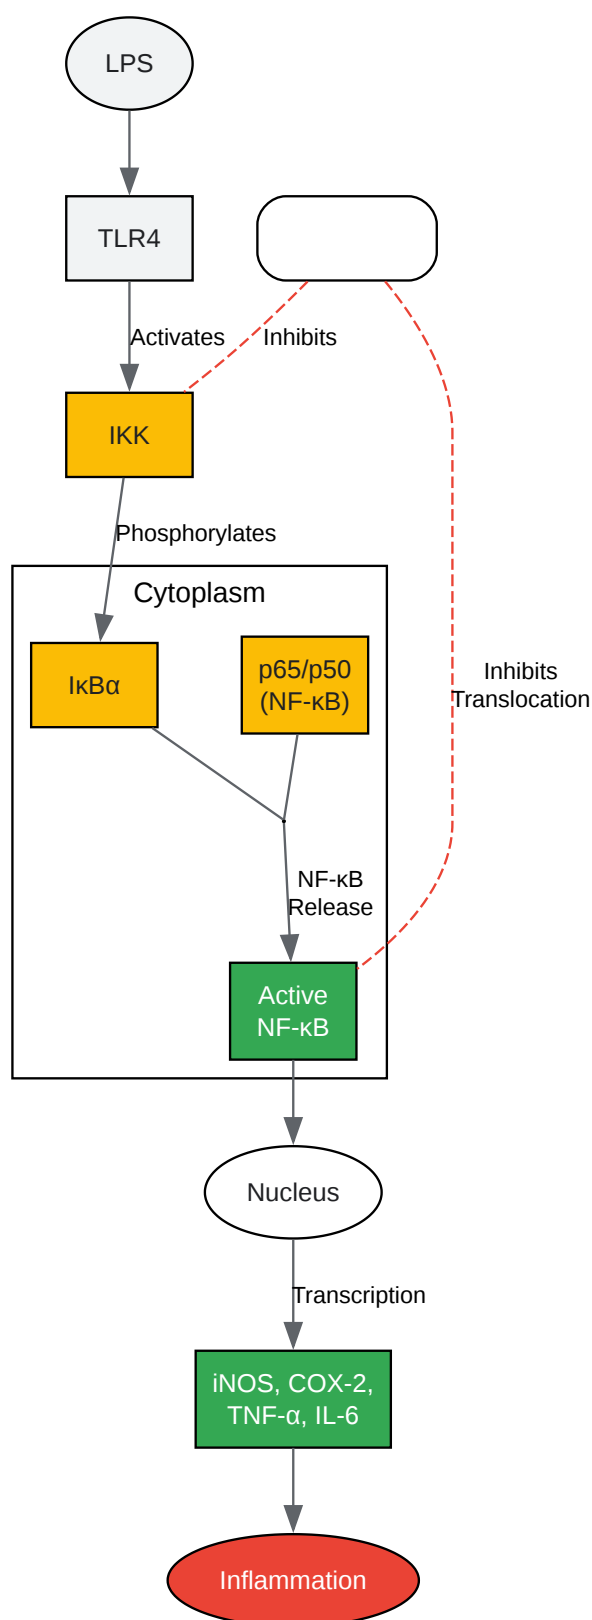 LPS
TLR4
Activates
Inhibits
IKK
Phosphorylates
Cytoplasm
IκBα
p65/p50
(NF-κB)
Inhibits
Translocation
NF-κB
Release
Active
NF-κB
Nucleus
Transcription
iNOS, COX-2,
TNF-α, IL-6
Inflammation